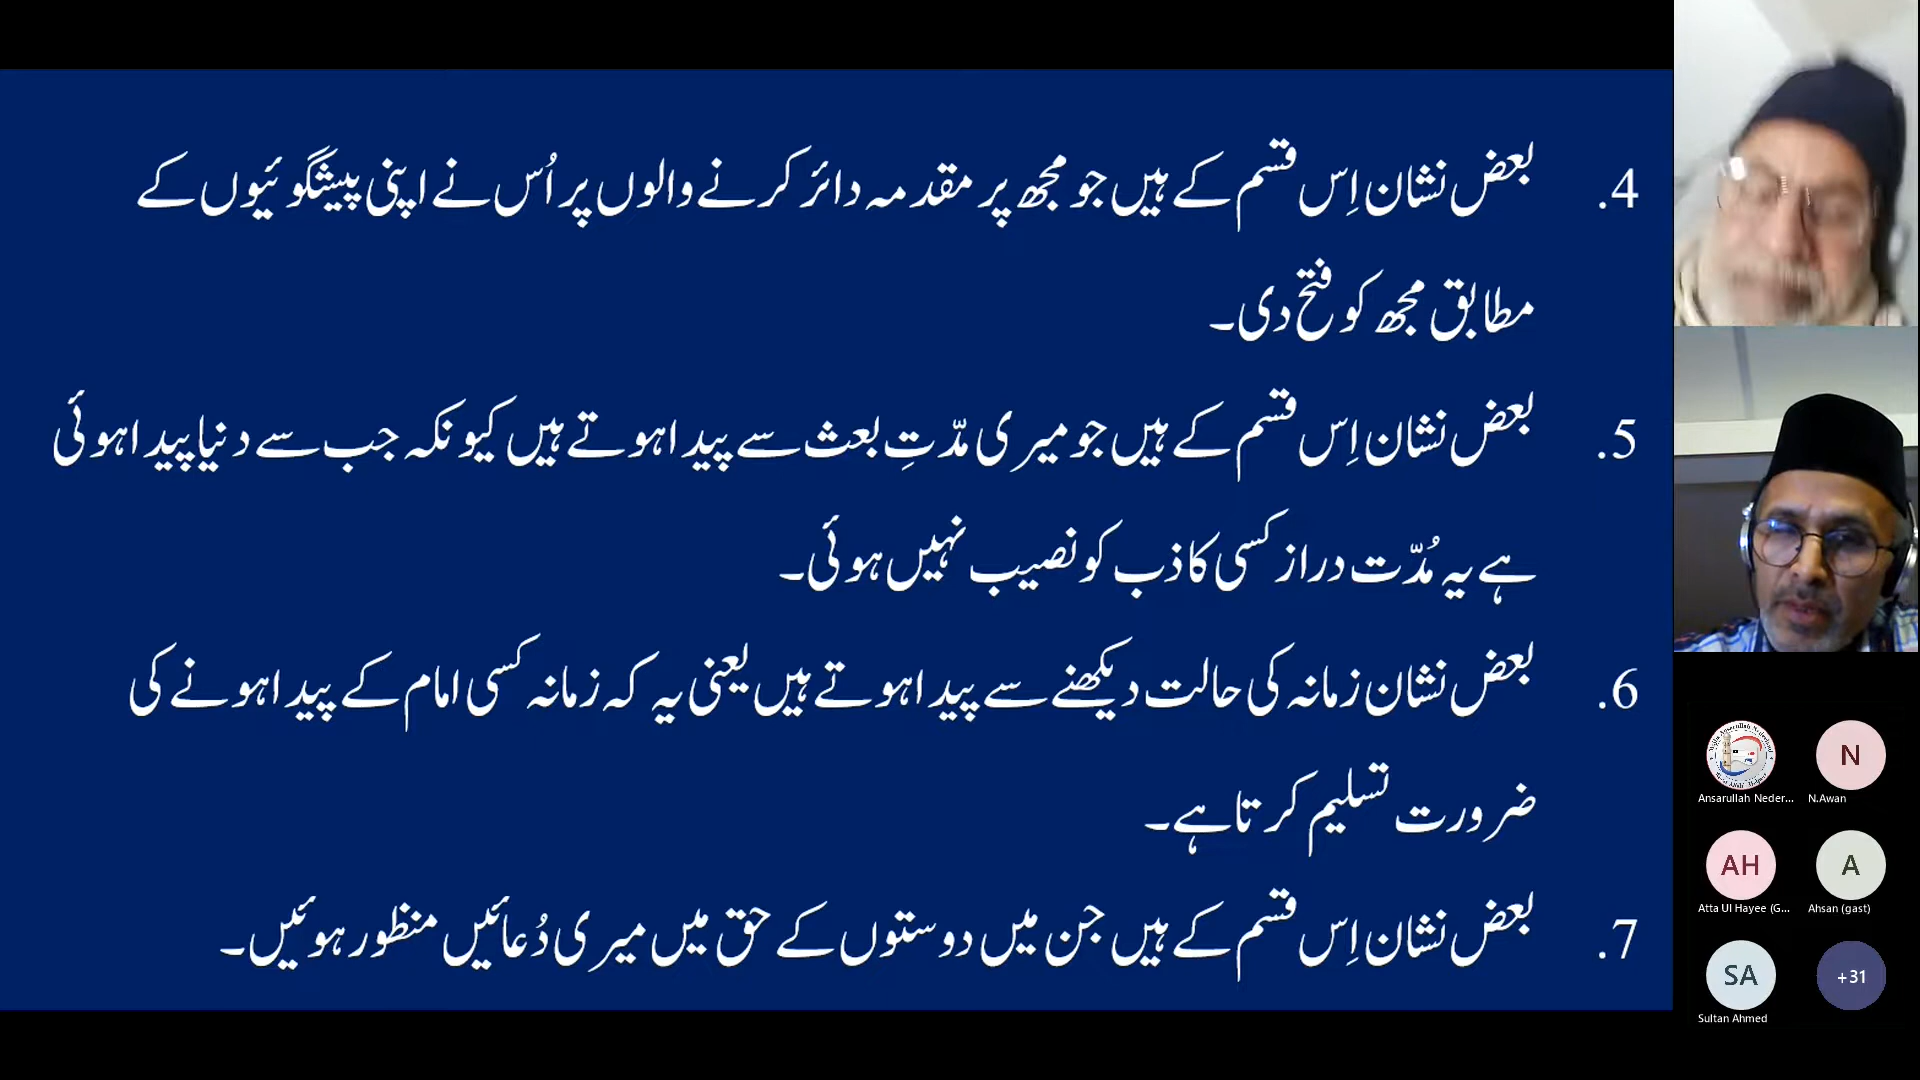 4. بعض نشان اِس قسم کے ہیں جو مجھ پر مقدمہ دائر کرنے والوں پر اُس نے اپنی پیشگوئیوں کے
مطابق مجھ کو فتح دی۔
5. بعض نشان اِس قسم کے ہیں جو میری مدّتِ بعث سے پیدا ہوتے ہیں کیونکہ جب سے دنیا پیدا ہوئی
ہے یہ مُدّت دراز کسی کاذب کو نصیب نہیں ہوئی۔
6. بعض نشان زمانہ کی حالت دیکھنے سے پیدا ہوتے ہیں یعنی یہ کہ زمانہ کسی امام کے پیدا ہونے کی
ضرورت تسلیم کرتا ہے۔
7. بعض نشان اِس قسم کے ہیں جن میں دوستوں کے حق میں میری دُعائیں منظور ہوئیں۔
N
Ansarullah Neder...
N.Awan
AH
A
Atta Ul Hayee (G...
Ahsan (gast)
SA
+31
Sultan Ahmed